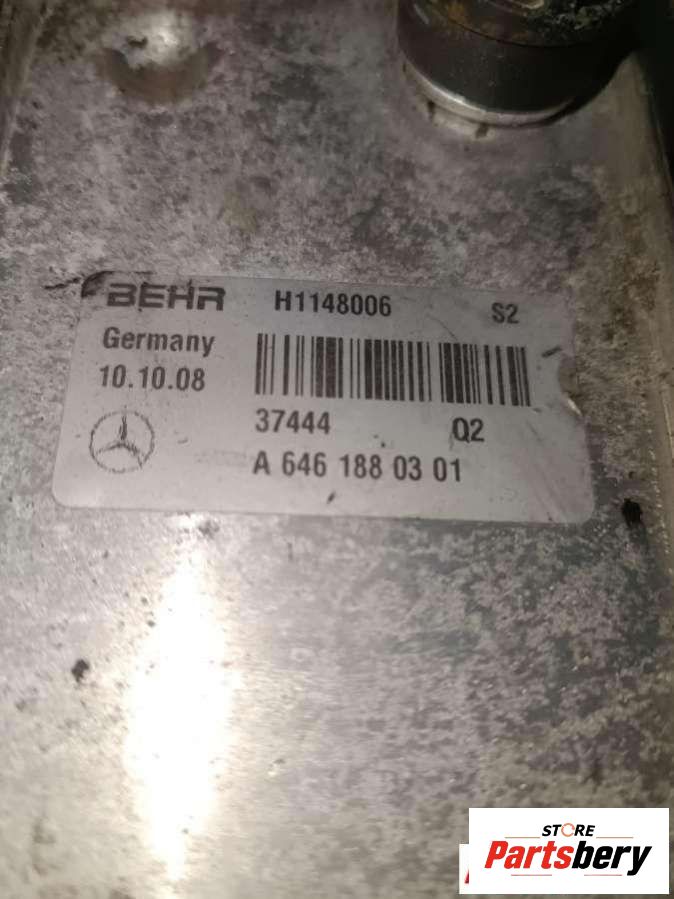 BEHR H1148006 S2
Germany
10.10.08
37444 Q2
A 646 188 03 01
STORE
Partsbery